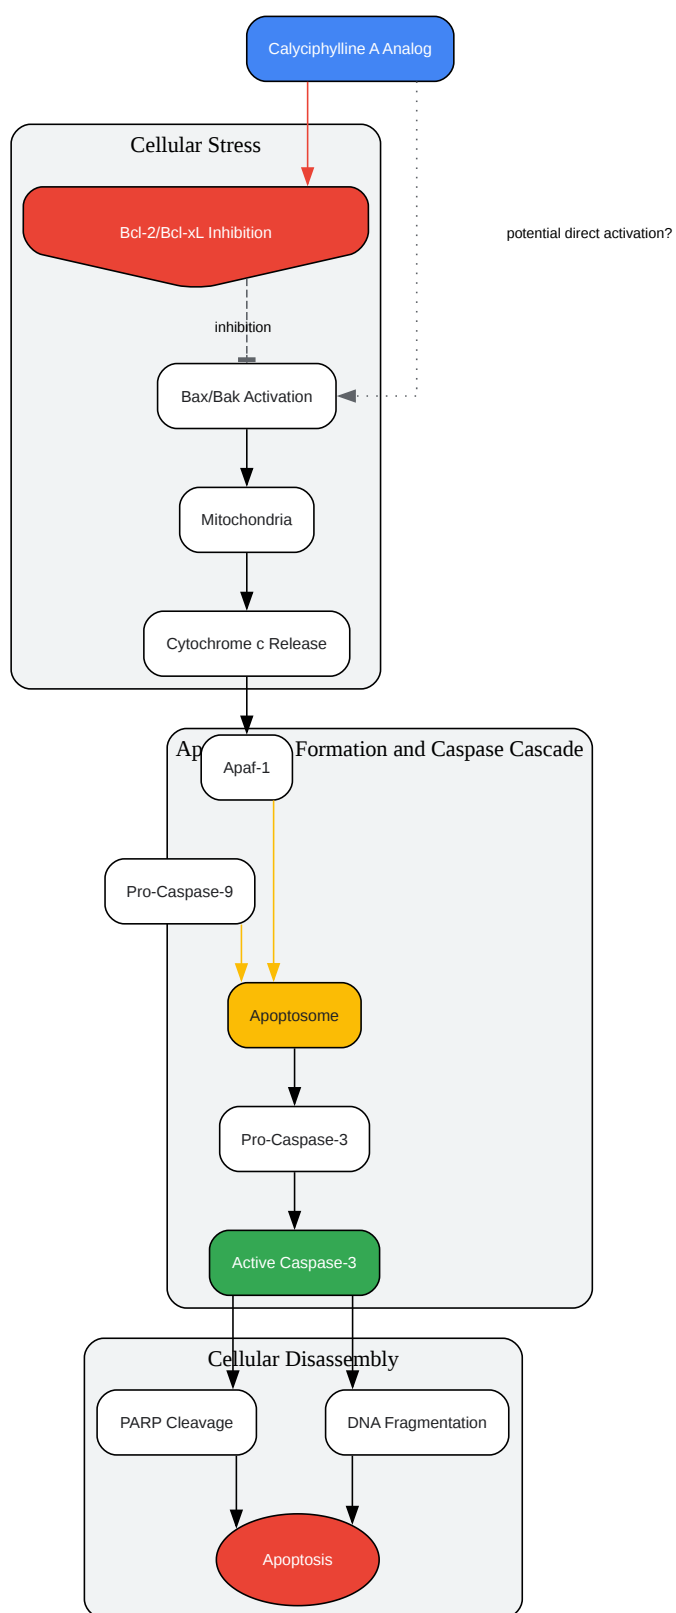 Calyciphylline A Analog
Cellular Stress
Bcl-2/Bcl-xL Inhibition
potential direct activation?
inhibition
Bax/Bak Activation
Mitochondria
Cytochrome c Release
Formation and Caspase Cascade
Apaf-1
Pro-Caspase-9
Apoptosome
Pro-Caspase-3
Active Caspase-3
Cellular Disassembly
PARP Cleavage
DNA Fragmentation
Apoptosis